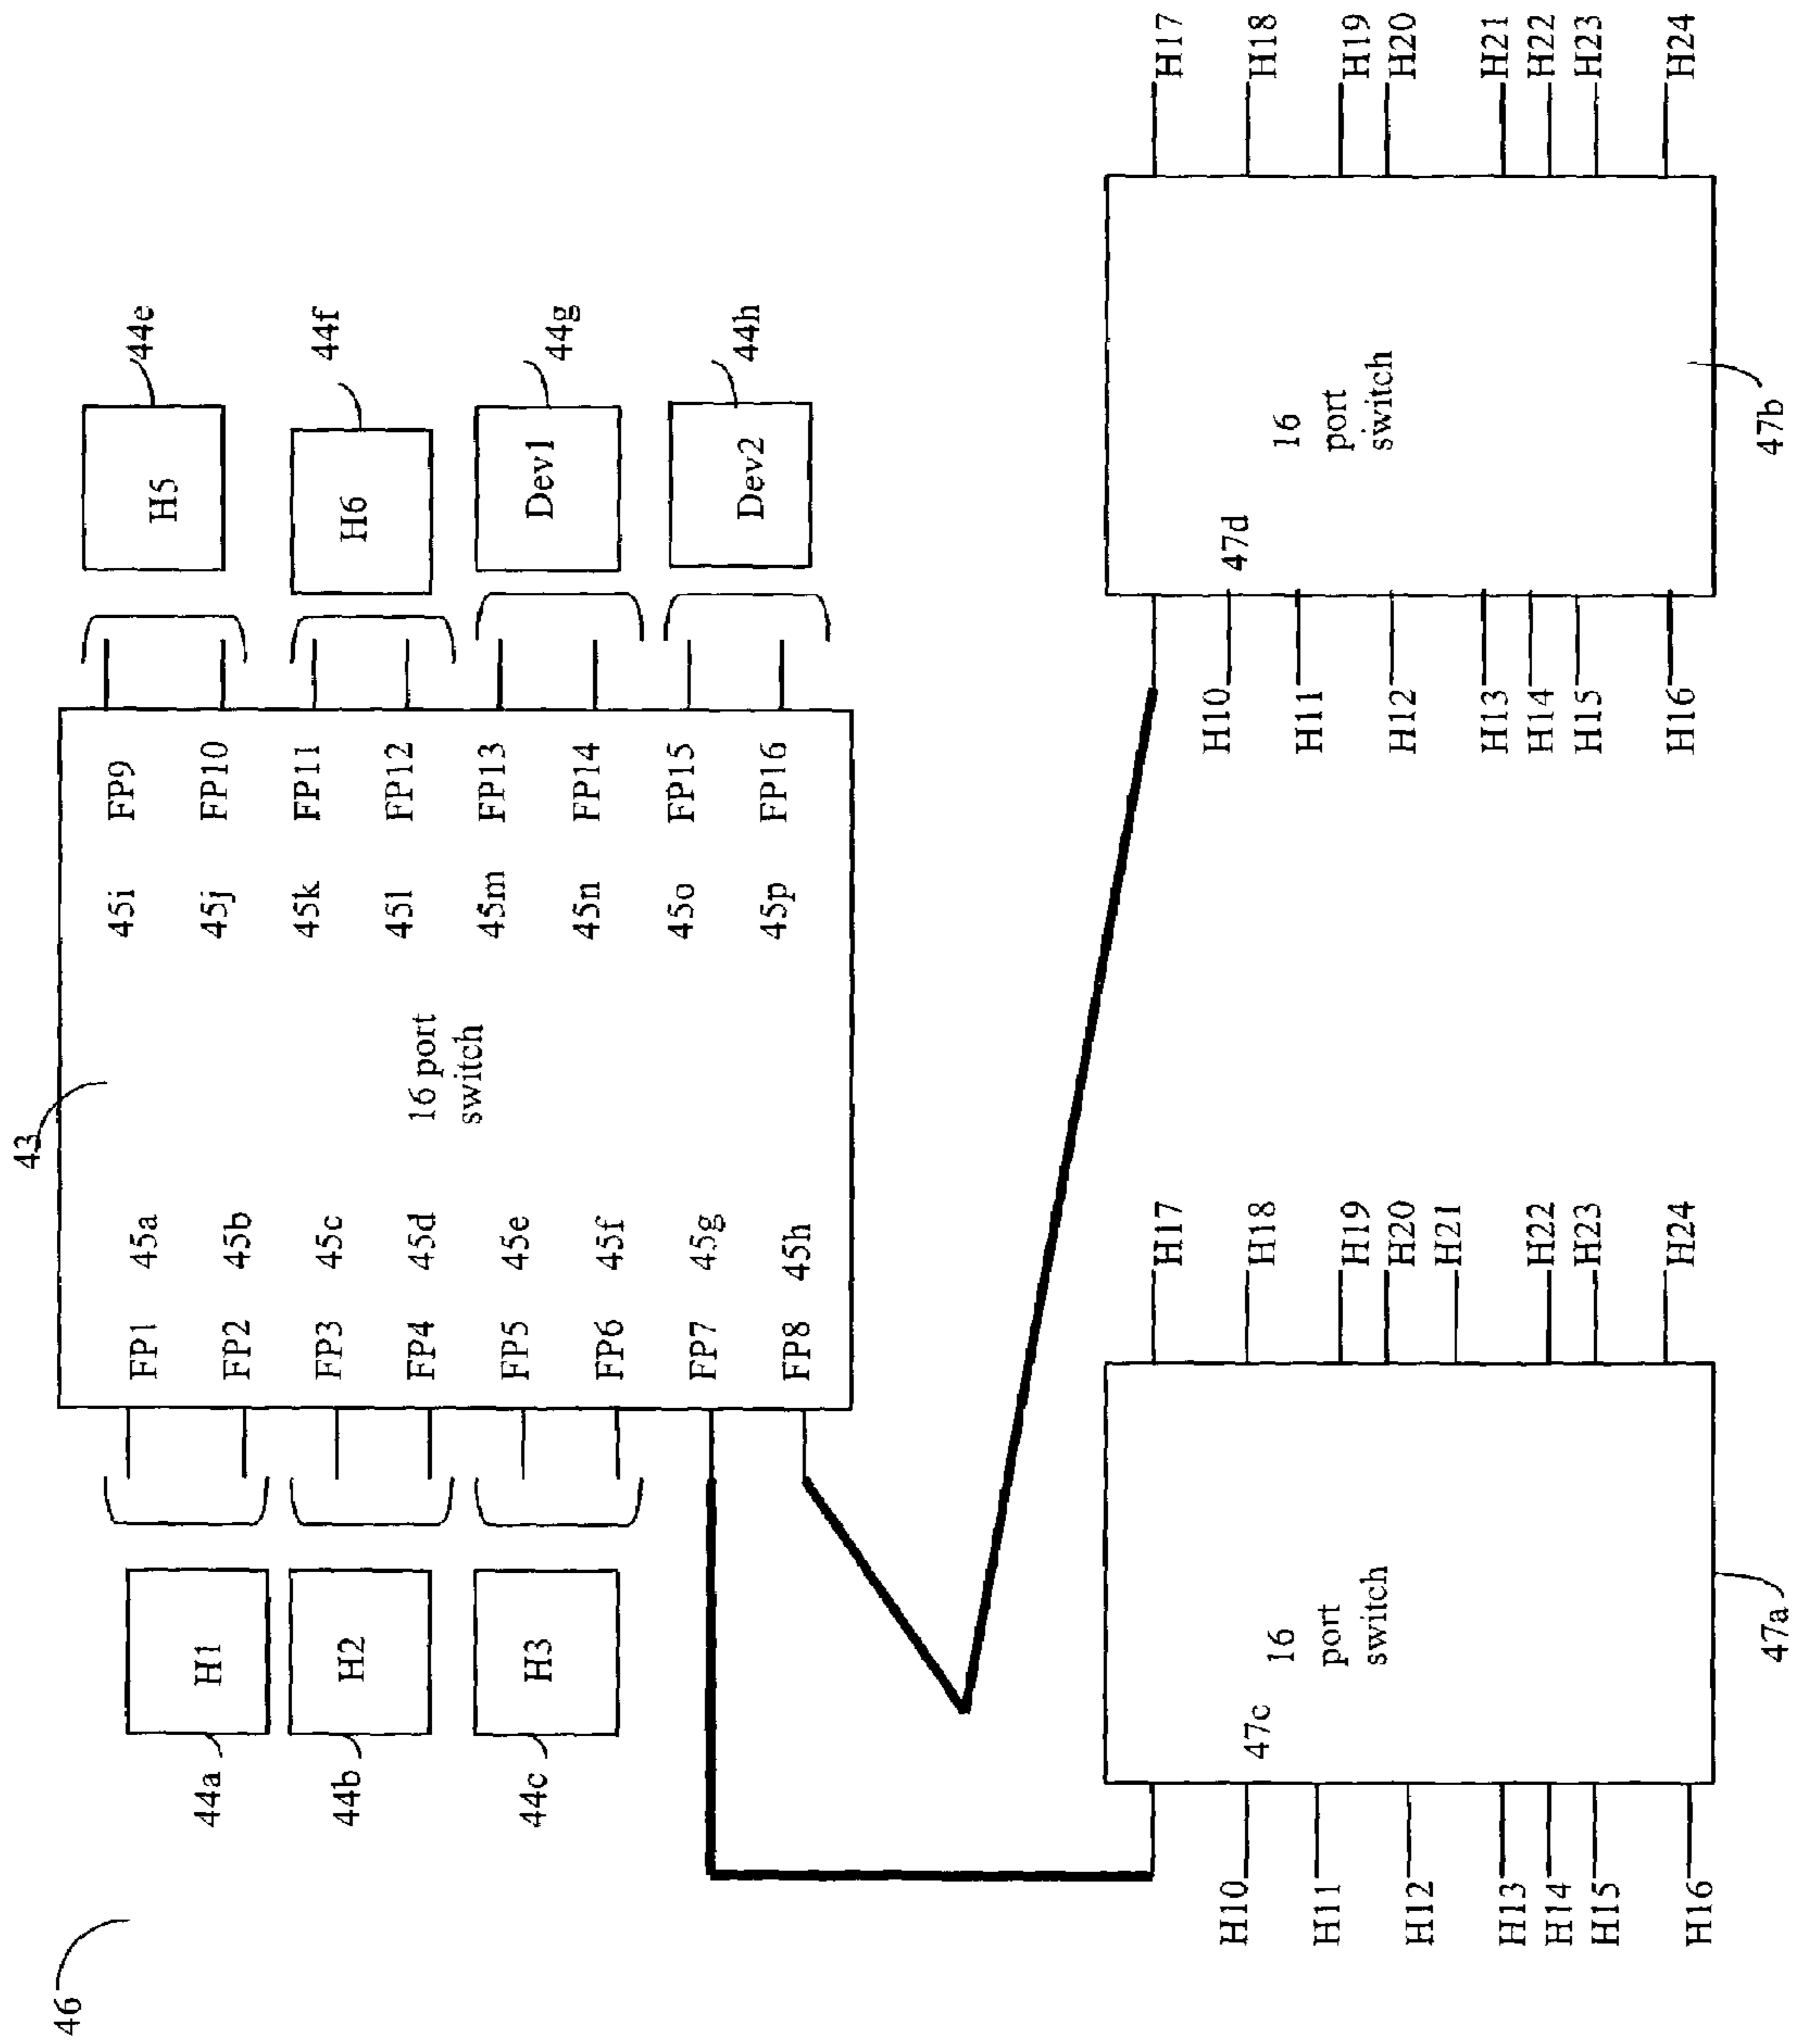 46
43
44a
H1
44b
H2
44c
H3
FP1 45a
FP2 45b
FP3 45c
FP4 45d
FP5 45e
FP6 45f
FP7 45g
FP8 45h
16 port
switch
45i FP9
45j FP10
45k FP11
45l FP12
45m FP13
45n FP14
45o FP15
45p FP16
H5
44e
H6
44f
Dev1
44g
Dev2
44h
H10
H11
H12
H13
H14
H15
H16
47c
16
port
switch
47a
H17
H18
H19
H20
H21
H22
H23
H24
H10
H11
H12
H13
H14
H15
H16
47d
16
port
switch
47b
H17
H18
H19
H20
H21
H22
H23
H24